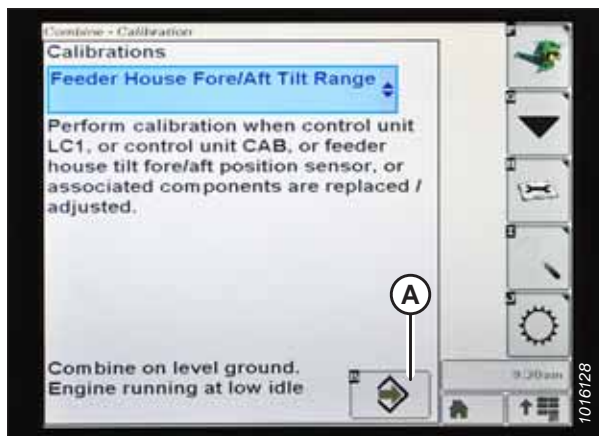 Combine - Calibration
Calibrations
Feeder House Fore/Aft Tilt Range
Perform calibration when control unit
LC1, or control unit CAB, or feeder
house tilt fore/aft position sensor, or
associated components are replaced /
adjusted.
A
Combine on level ground.
Engine running at low idle
9:20am
1016128